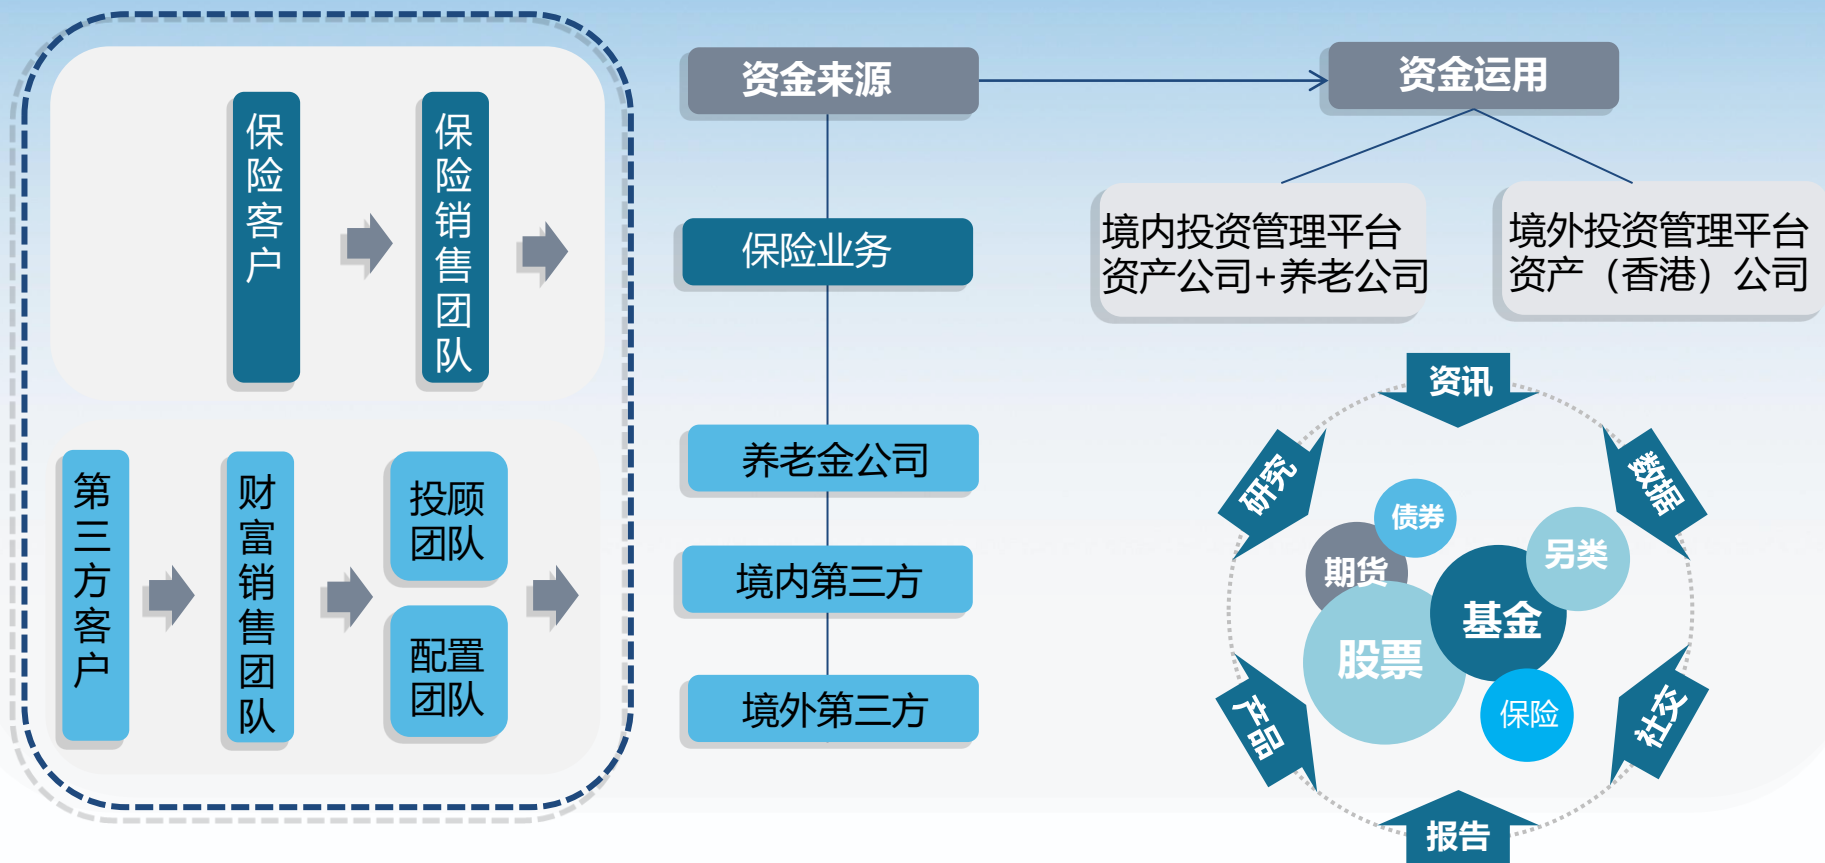 保险客户
保险销售团队
第三方客户
财富销售团队
投顾
团队
配置
团队
资金来源
保险业务
养老金公司
境内第三方
境外第三方
资金运用
境内投资管理平台
资产公司+养老公司
境外投资管理平台
资产（香港）公司
资讯
研究
数据
债券
期货
另类
基金
股票
保险
产品
社交
报告